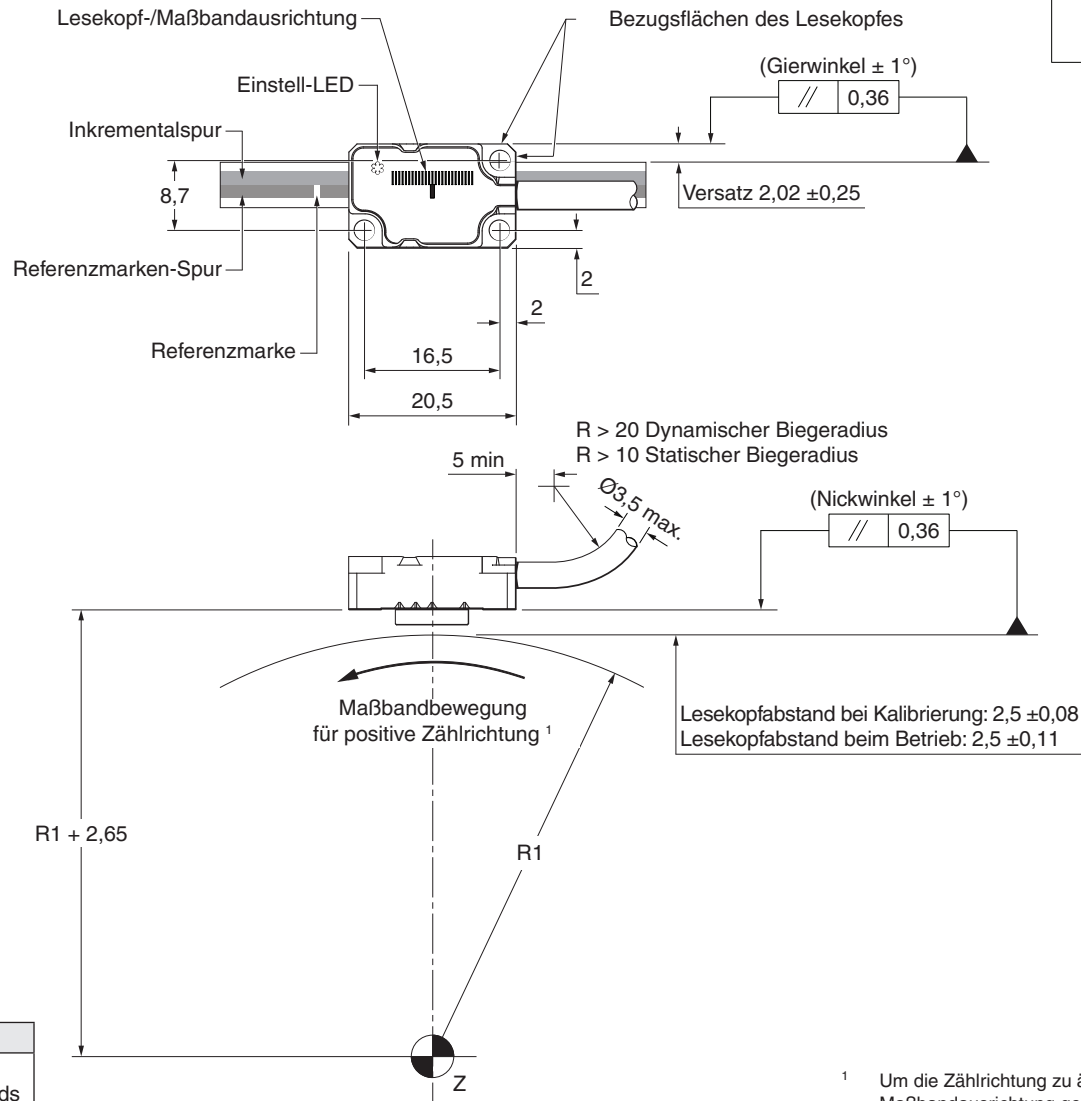 Lesekopf-/Maßbandausrichtung
Bezugsflächen des Lesekopfes
(Gierwinkel ± 1°)
Einstell-LED
// 0,36
Inkrementalspur
8,7
Versatz 2,02 ±0,25
Referenzmarken-Spur
2
2
Referenzmarke
16,5
20,5
R > 20 Dynamischer Biegeradius
R > 10 Statischer Biegeradius
5 min
Ø3,5 max.
(Nickwinkel ± 1°)
// 0,36
Maßbandbewegung
für positive Zählrichtung ¹
Lesekopfabstand bei Kalibrierung: 2,5 ±0,08
Lesekopfabstand beim Betrieb: 2,5 ±0,11
R1 + 2,65
R1
Z
ds
¹ Um die Zählrichtung zu